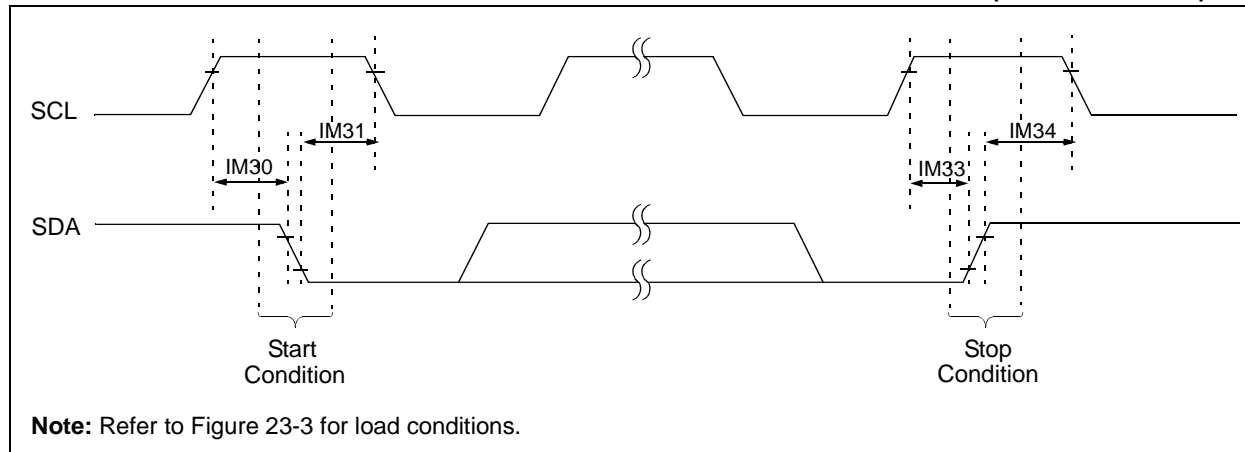 SCL
IM31
IM34
IM30
IM33
SDA
Start
Condition
Stop
Condition
Note: Refer to Figure 23-3 for load conditions.